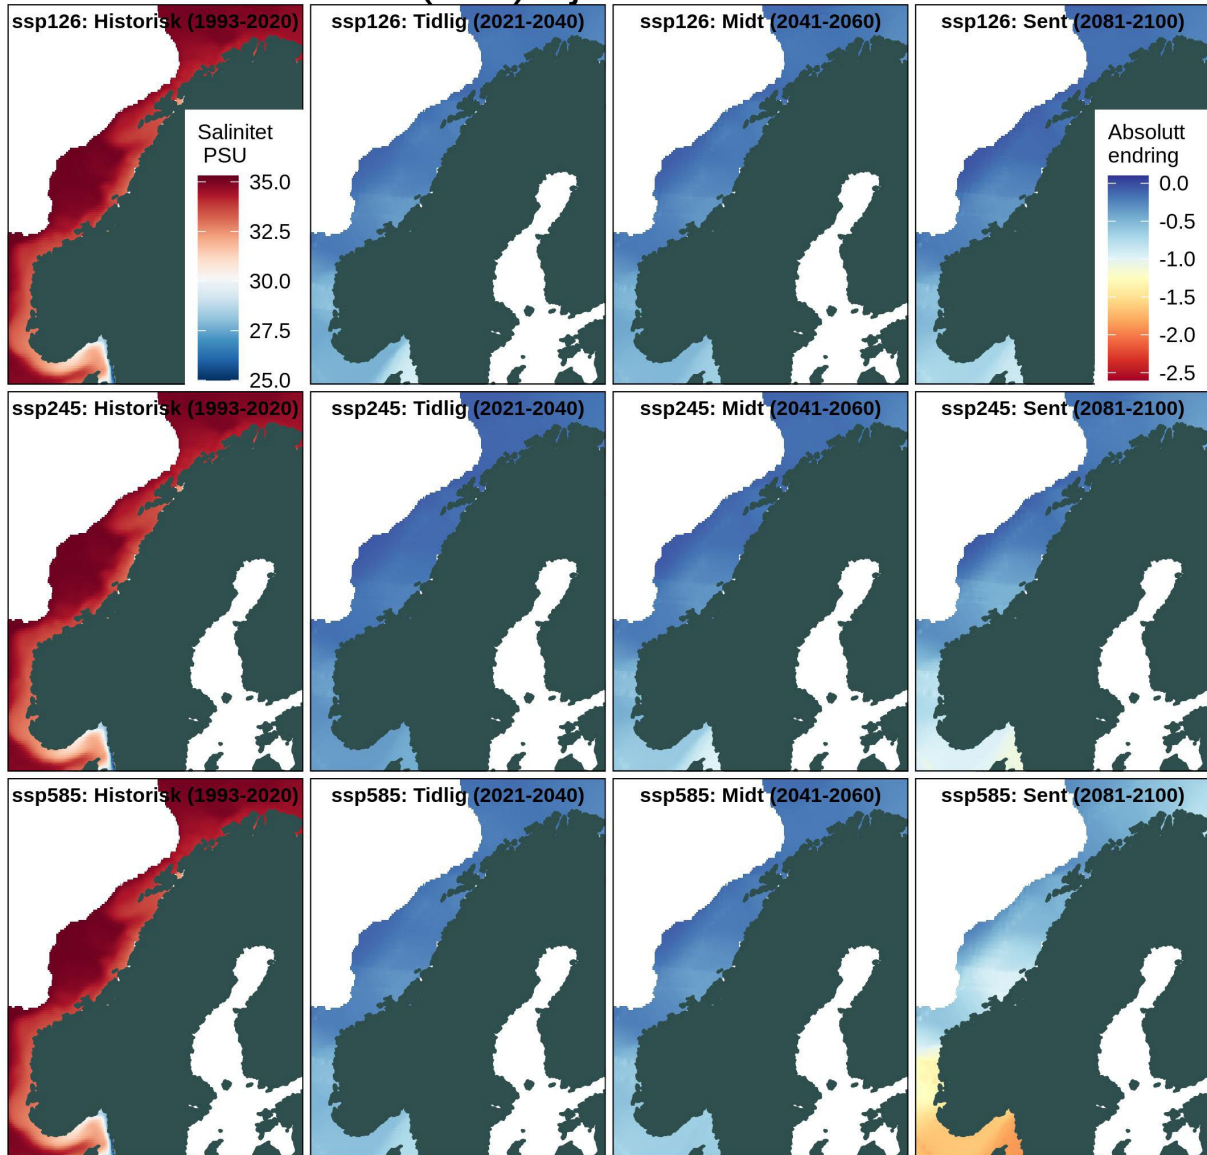 ssp126: Historisk (1993-2020)
ssp126: Tidlig (2021-2040)
ssp126: Midt (2041-2060)
ssp126: Sent (2081-2100)
Salinitet
PSU
35.0
32.5
30.0
27.5
25.0
Absolutt
endring
0.0
-0.5
-1.0
-1.5
-2.0
-2.5
ssp245: Historisk (1993-2020)
ssp245: Tidlig (2021-2040)
ssp245: Midt (2041-2060)
ssp245: Sent (2081-2100)
ssp585: Historisk (1993-2020)
ssp585: Tidlig (2021-2040)
ssp585: Midt (2041-2060)
ssp585: Sent (2081-2100)